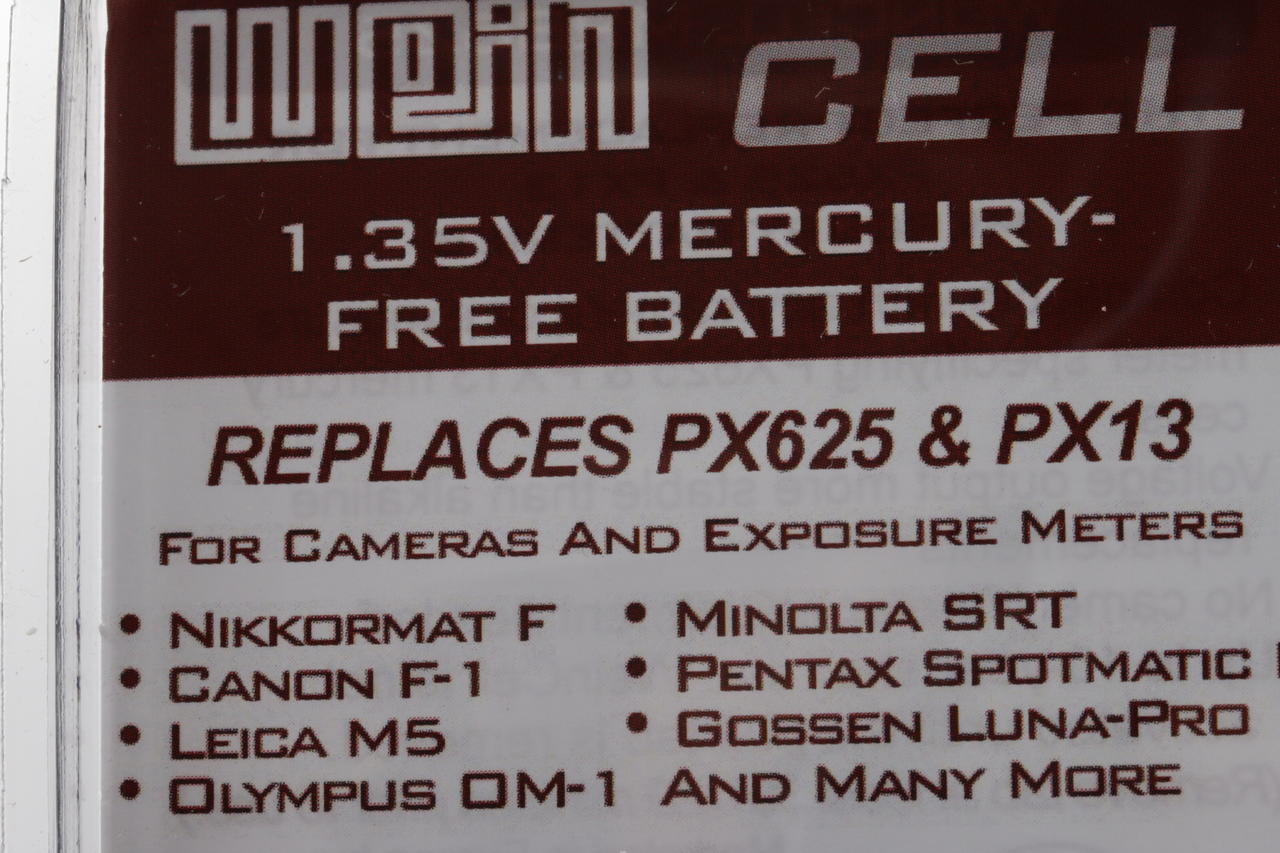 wein CELL
1.35V MERCURY-
FREE BATTERY
REPLACES PX625 & PX13
FOR CAMERAS AND EXPOSURE METERS
• NIKKORMAT F • MINOLTA SRT
• CANON F-1 • PENTAX SPOTMATIC
• LEICA M5 • GOSSEN LUNA-PRO
• OLYMPUS OM-1 AND MANY MORE